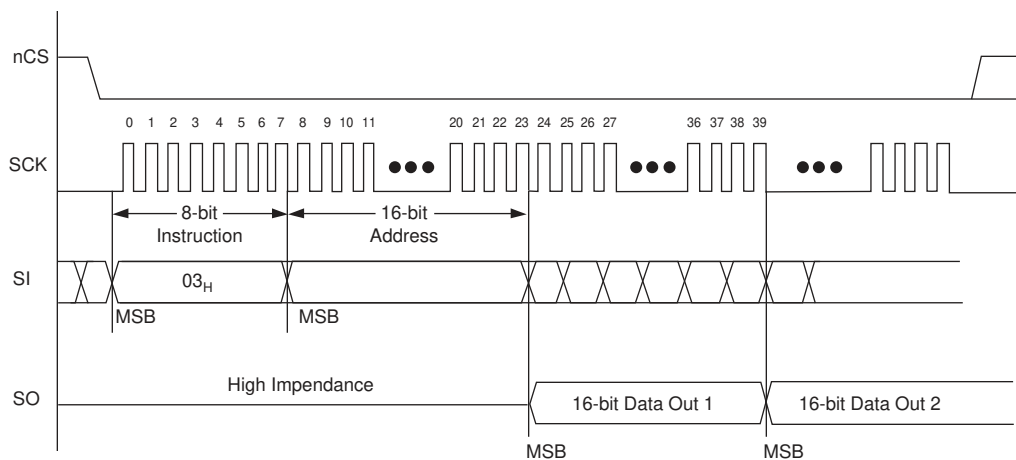 nCS
0 1 2 3 4 5 6 7 8 9 10 11 20 21 22 23 24 25 26 27 36 37 38 39
SCK
8-bit
Instruction
16-bit
Address
SI
03H
MSB
MSB
High Impendance
SO
16-bit Data Out 1
16-bit Data Out 2
MSB
MSB